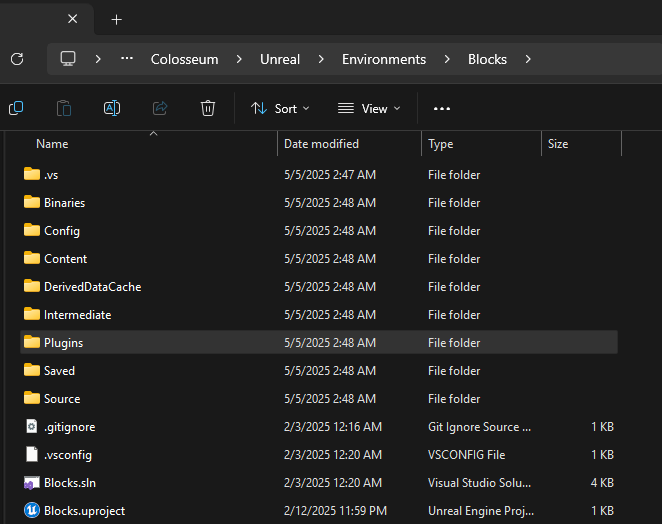 Colosseum > Unreal > Environments > Blocks >
Sort View
Name Date modified Type Size
.vs 5/5/2025 2:47 AM File folder
Binaries 5/5/2025 2:48 AM File folder
Config 5/5/2025 2:48 AM File folder
Content 5/5/2025 2:48 AM File folder
DerivedDataCache 5/5/2025 2:48 AM File folder
Intermediate 5/5/2025 2:48 AM File folder
Plugins 5/5/2025 2:48 AM File folder
Saved 5/5/2025 2:48 AM File folder
Source 5/5/2025 2:48 AM File folder
.gitignore 2/3/2025 12:16 AM Git Ignore Source ... 1 KB
.vsconfig 2/3/2025 12:20 AM VSCONFIG File 1 KB
Blocks.sln 2/3/2025 12:20 AM Visual Studio Solu... 4 KB
Blocks.uproject 2/12/2025 11:59 PM Unreal Engine Proj... 1 KB